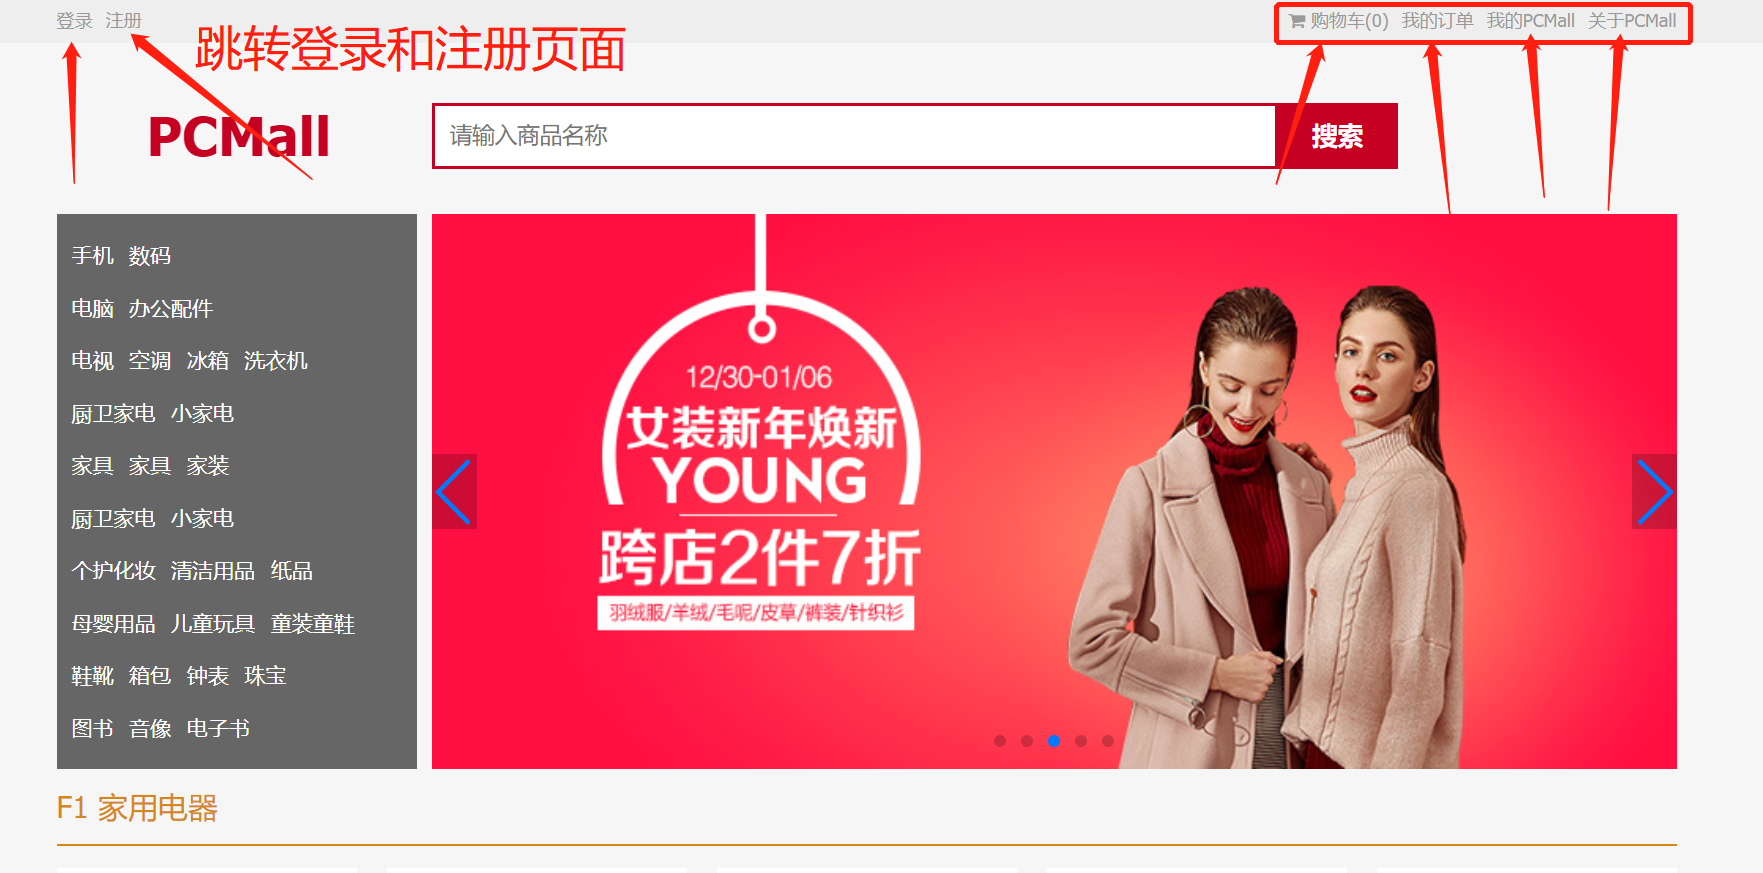 登录 注册
跳转登录和注册页面
购物车(0) 我的订单 我的PCMall 关于PCMall
PCMall
请输入商品名称
搜索
手机 数码
电脑 办公配件
电视 空调 冰箱 洗衣机
厨卫家电 小家电
家具 家具 家装
厨卫家电 小家电
个护化妆 清洁用品 纸品
母婴用品 儿童玩具 童装童鞋
鞋靴 箱包 钟表 珠宝
图书 音像 电子书
12/30-01/06
女装新年焕新
YOUNG
跨店2件7折
羽绒服/羊绒/毛呢/皮草/裤装/针织衫
F1 家用电器